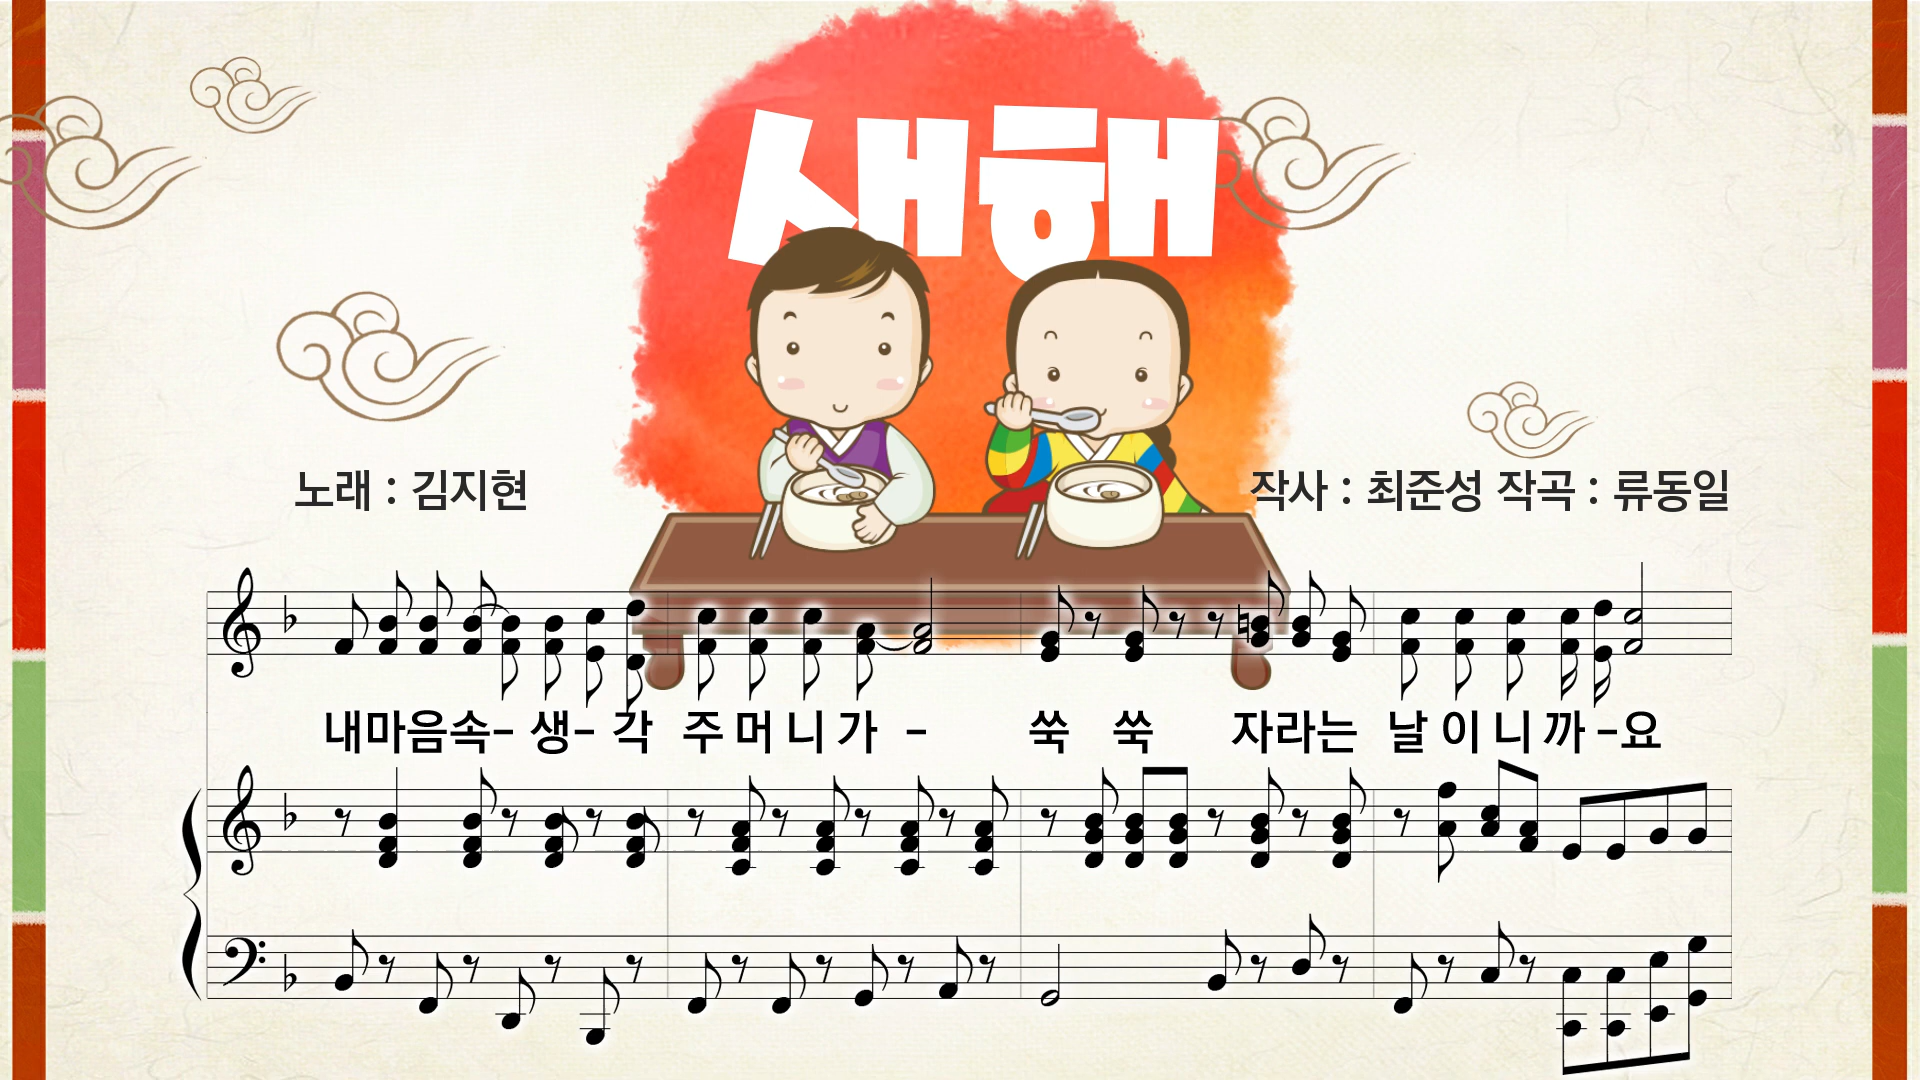 새해
노래 : 김지현
작사 : 최준성 작곡 : 류동일
내마음속- 생- 각 주 머 니 가 - 쑥 쑥 자라는 날 이 니 까 -요